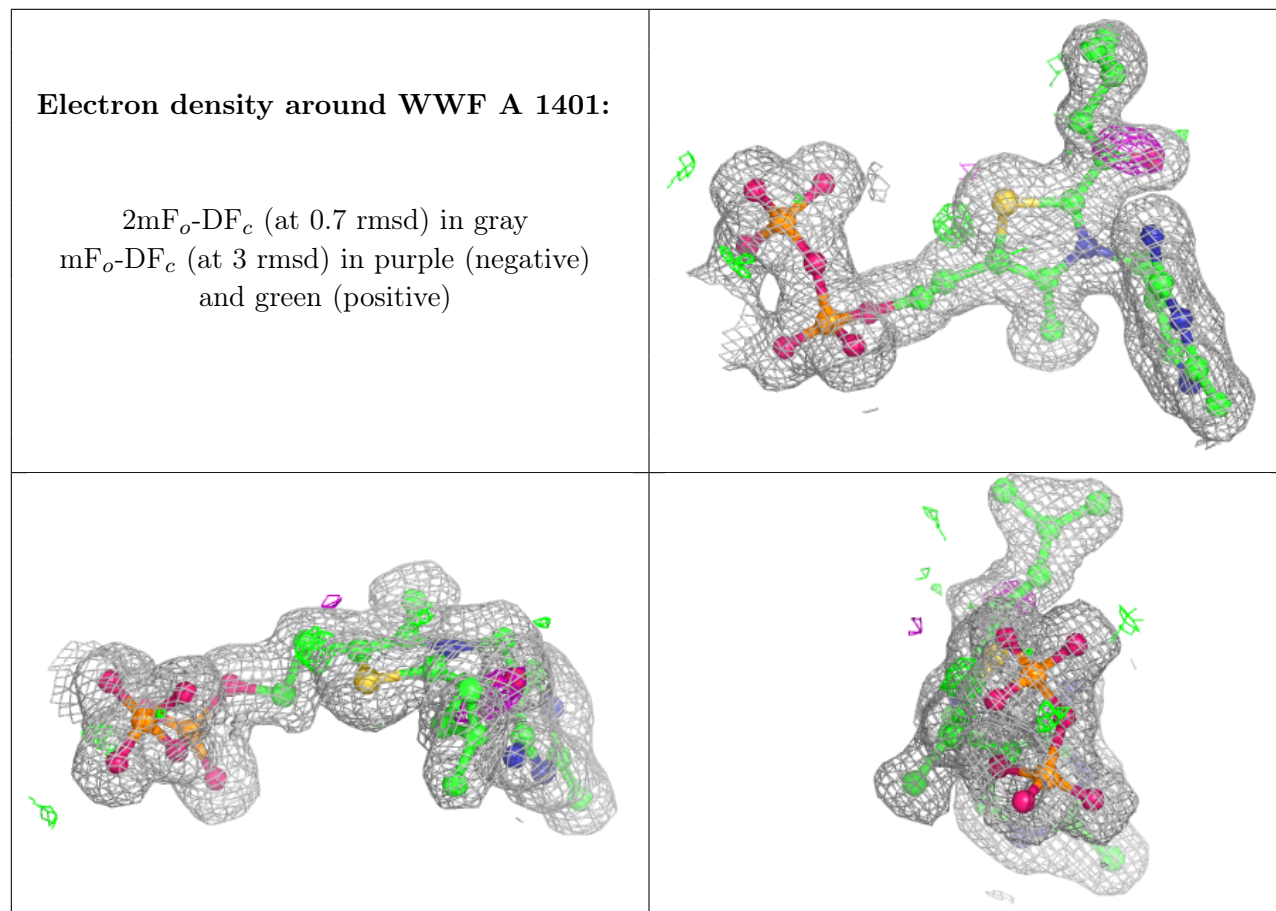 Electron density around WWF A 1401:
2mFo-DFc (at 0.7 rmsd) in gray
mFo-DFc (at 3 rmsd) in purple (negative)
and green (positive)